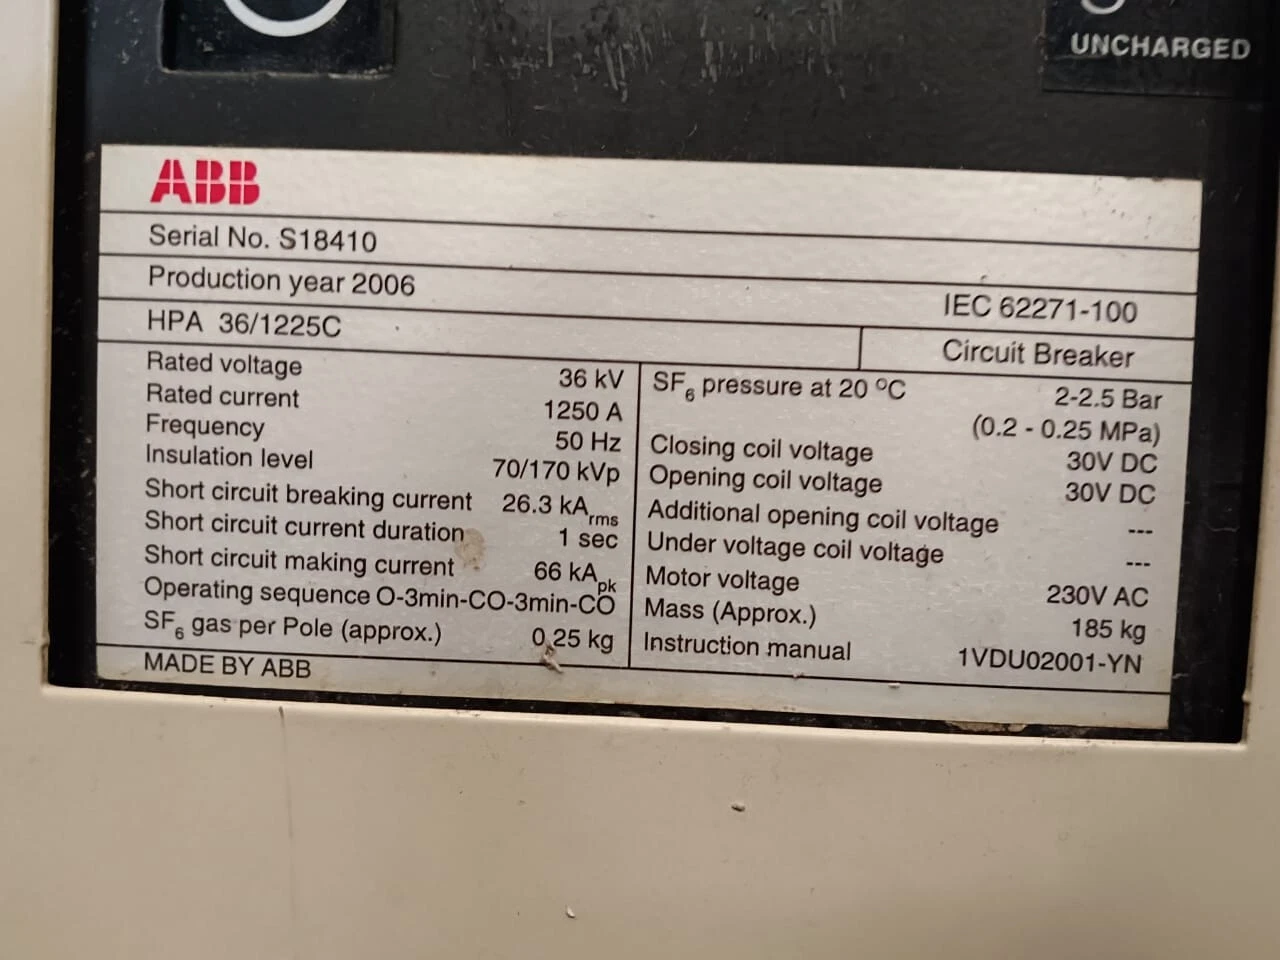 UNCHARGED
ABB
Serial No. S18410
Production year 2006
IEC 62271-100
HPA 36/1225C
Circuit Breaker
Rated voltage 36 kV
Rated current 1250 A
Frequency 50 Hz
Insulation level 70/170 kVp
Short circuit breaking current 26.3 kArms
Short circuit current duration 1 sec
Short circuit making current 66 kApk
Operating sequence O-3min-CO-3min-CO
SF6 gas per Pole (approx.) 0,25 kg
SF6 pressure at 20 ºC 2-2.5 Bar
(0.2 - 0.25 MPa)
Closing coil voltage 30V DC
Opening coil voltage 30V DC
Additional opening coil voltage ---
Under voltage coil voltage ---
Motor voltage 230V AC
Mass (Approx.) 185 kg
Instruction manual 1VDU02001-YN
MADE BY ABB